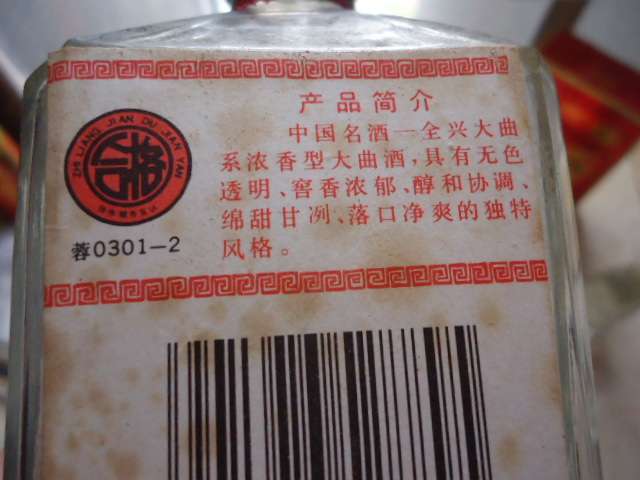 产品简介
中国名酒—全兴大曲
系浓香型大曲酒，具有无色
透明、窖香浓郁、醇和协调、
绵甜甘冽、落口净爽的独特
风格。
ZHI LIANG JIAN DU JIAN YAN
蓉0301—2